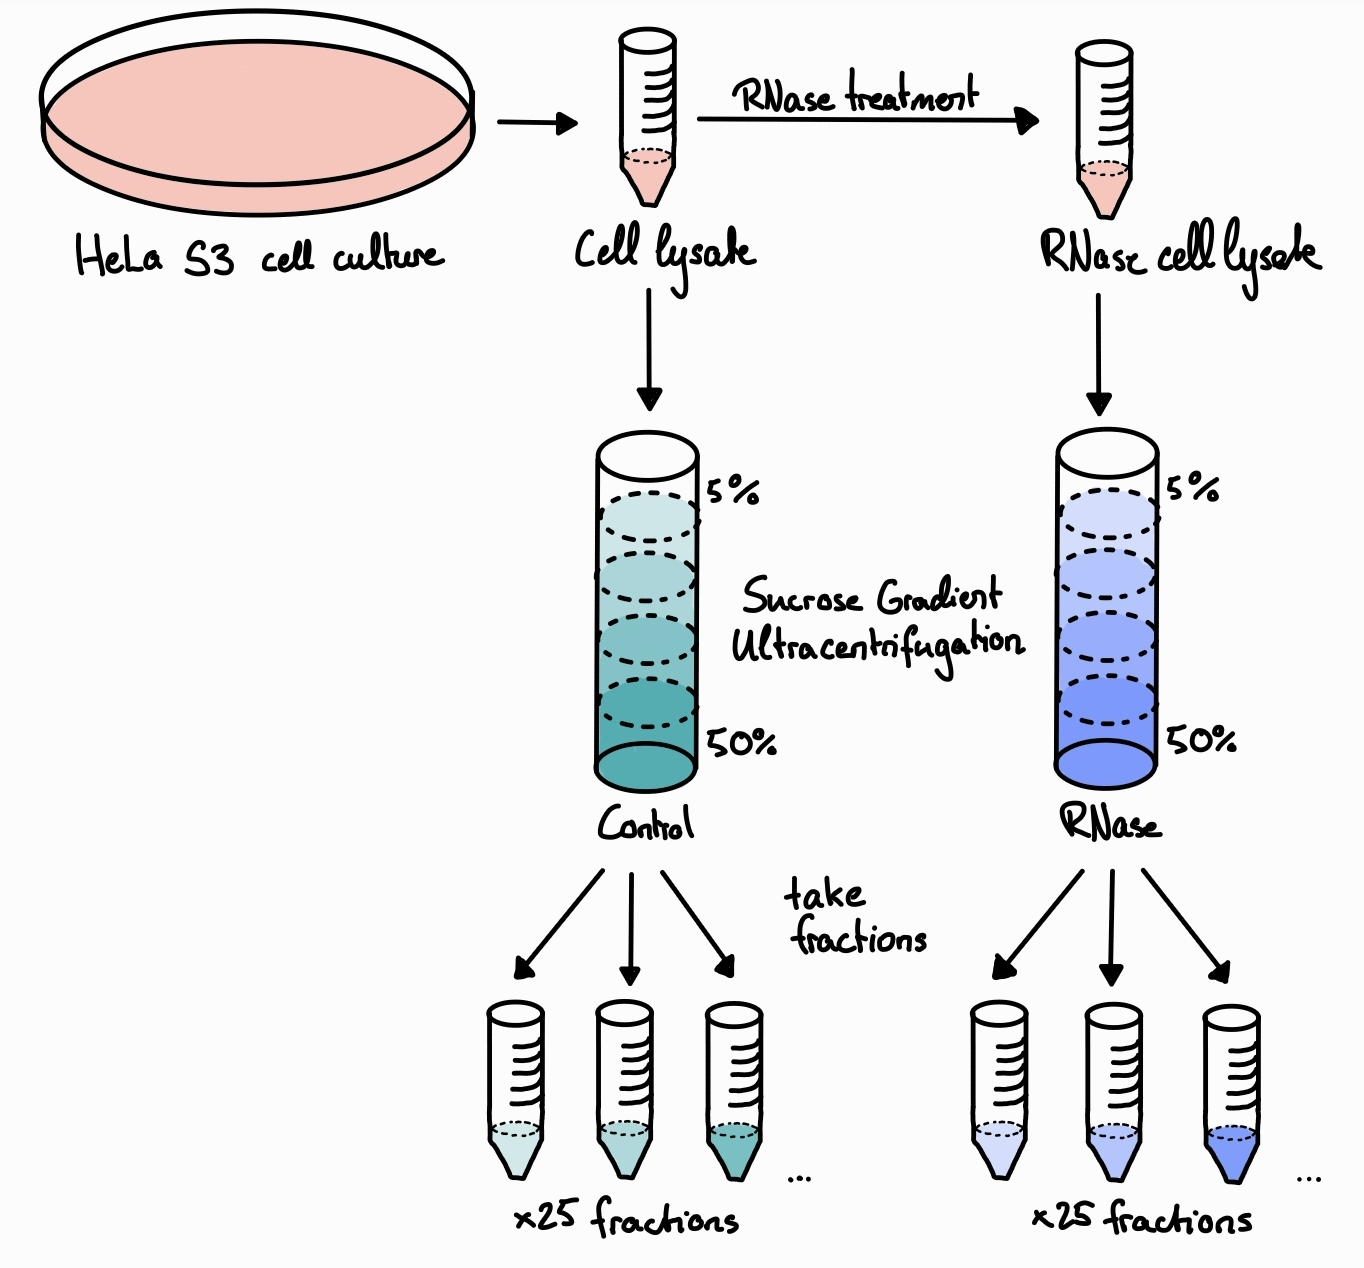 RNase treatment
HeLa S3 cell culture
Cell lysate
RNase cell lysate
5%
5%
Sucrose Gradient
Ultracentrifugation
50%
50%
Control
RNase
take
fractions
...
...
x25 fractions
x25 fractions